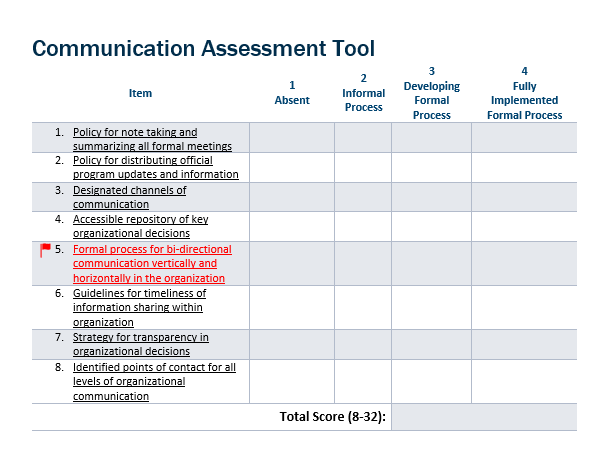 Communication Assessment Tool
Item
1
Absent
2
Informal
Process
3
Developing
Formal
Process
4
Fully
Implemented
Formal Process
1. Policy for note taking and
summarizing all formal meetings
2. Policy for distributing official
program updates and information
3. Designated channels of
communication
4. Accessible repository of key
organizational decisions
5. Formal process for bi-directional
communication vertically and
horizontally in the organization
6. Guidelines for timeliness of
information sharing within
organization
7. Strategy for transparency in
organizational decisions
8. Identified points of contact for all
levels of organizational
communication
Total Score (8-32):